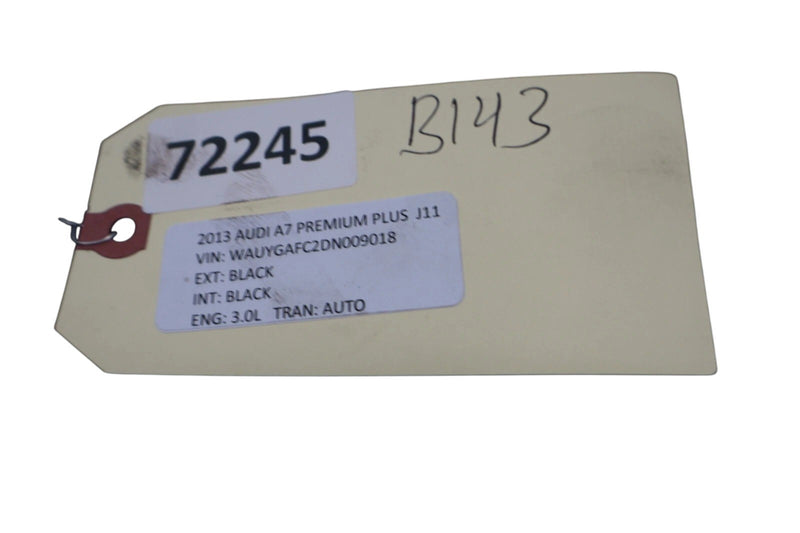 72245
B143
2013 AUDI A7 PREMIUM PLUS J11
VIN: WAUYGAFC2DN009018
EXT: BLACK
INT: BLACK
ENG: 3.0L TRAN: AUTO